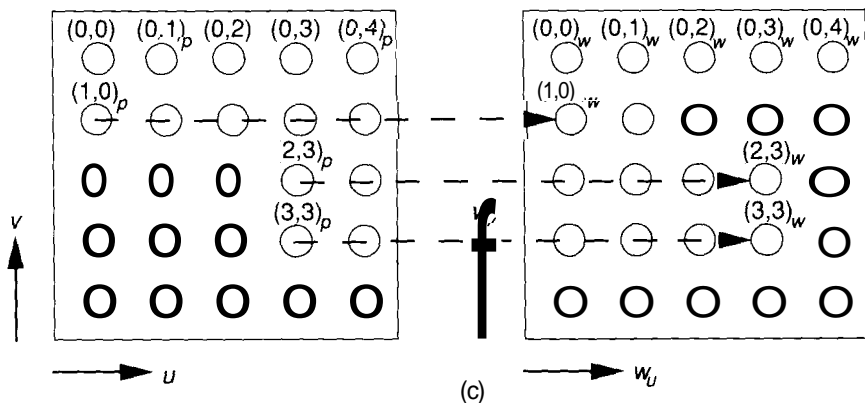 (0,0) (0,1)p (0,2) (0,3) (0,4)p
(1,0)p
2,3)p
(3,3)p
v
u
(0,0)w (0,1)w (0,2)w (0,3)w (0,4)w
(1,0)w
(2,3)w
(3,3)w
wu
(c)